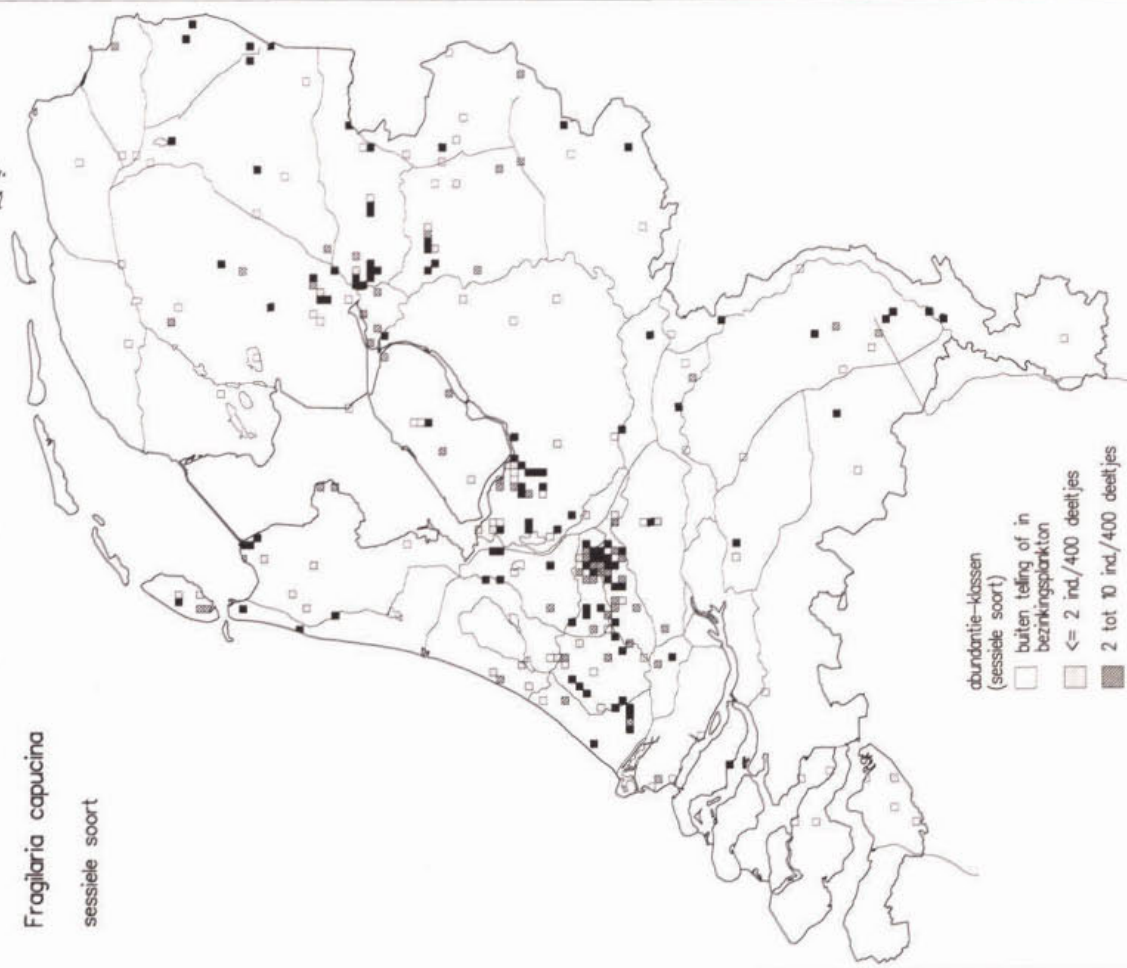 Fragilaria capucina
sessiele soort
abundantie-klassen
(sessiele soort)
buiten telling of in
bezinkingsplankton
<= 2 ind./400 deeltjes
2 tot 10 ind./400 deeltjes